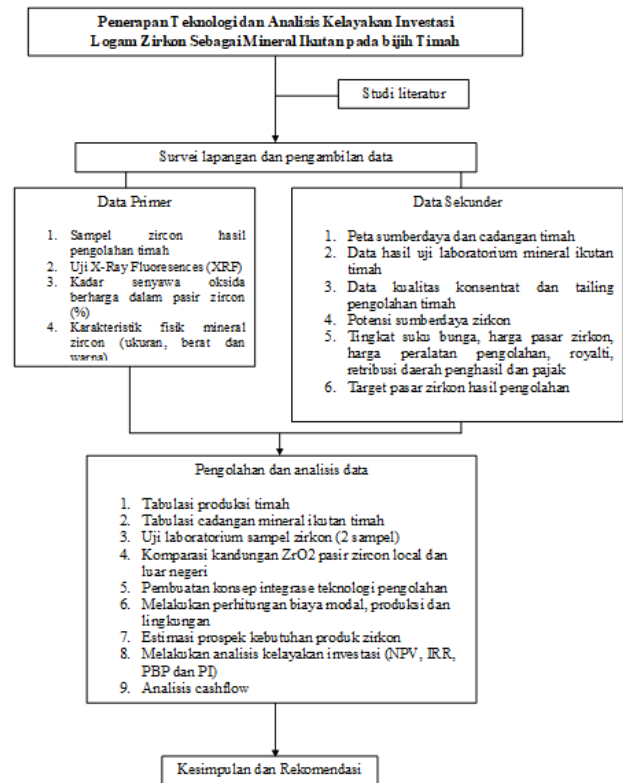 Penerapan Teknologi dan Analisis Kelayakan Investasi
Logam Zirkon Sebagai Mineral Ikutan pada bijih Timah
Studi literatur
Survei lapangan dan pengambilan data
Data Primer
1. Sampel zircon hasil
pengolahan timah
2. Uji X-Ray Fluoresences (XRF)
3. Kadar senyawa oksida
berharga dalam pasir zircon
(%)
4. Karakteristik fisik mineral
zircon (ukuran, berat dan
warna)
Data Sekunder
1. Peta sumberdaya dan cadangan timah
2. Data hasil uji laboratorium mineral ikutan
timah
3. Data kualitas konsentrat dan tailing
pengolahan timah
4. Potensi sumberdaya zirkon
5. Tingkat suku bunga, harga pasar zirkon,
harga peralatan pengolahan, royalti,
retribusi daerah penghasil dan pajak
6. Target pasar zirkon hasil pengolahan
Pengolahan dan analisis data
1. Tabulasi produksi timah
2. Tabulasi cadangan mineral ikutan timah
3. Uji laboratorium sampel zirkon (2 sampel)
4. Komparasi kandungan ZrO2 pasir zircon local dan
luar negeri
5. Pembuatan konsep integrase teknologi pengolahan
6. Melakukan perhitungan biaya modal, produksi dan
lingkungan
7. Estimasi prospek kebutuhan produk zirkon
8. Melakukan analisis kelayakan investasi (NPV, IRR,
PBP dan PI)
9. Analisis cashflow
Kesimpulan dan Rekomendasi